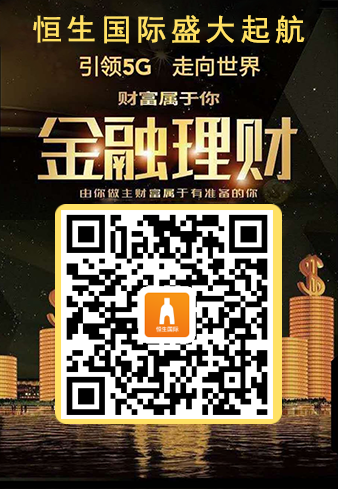 恒生国际盛大起航
引领5G 走向世界
财富属于你
金融理财
由你做主财富属于有准备的你
恒生国际